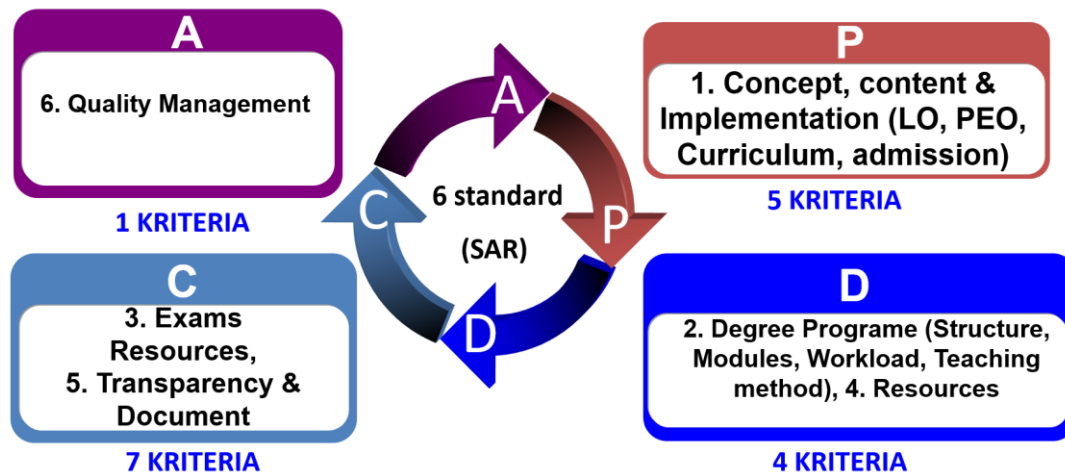 A
6. Quality Management
1 KRITERIA
P
1. Concept, content &
Implementation (LO, PEO,
Curriculum, admission)
5 KRITERIA
A
P
D
C
6 standard
(SAR)
C
3. Exams
Resources,
5. Transparency &
Document
7 KRITERIA
D
2. Degree Programe (Structure,
Modules, Workload, Teaching
method), 4. Resources
4 KRITERIA